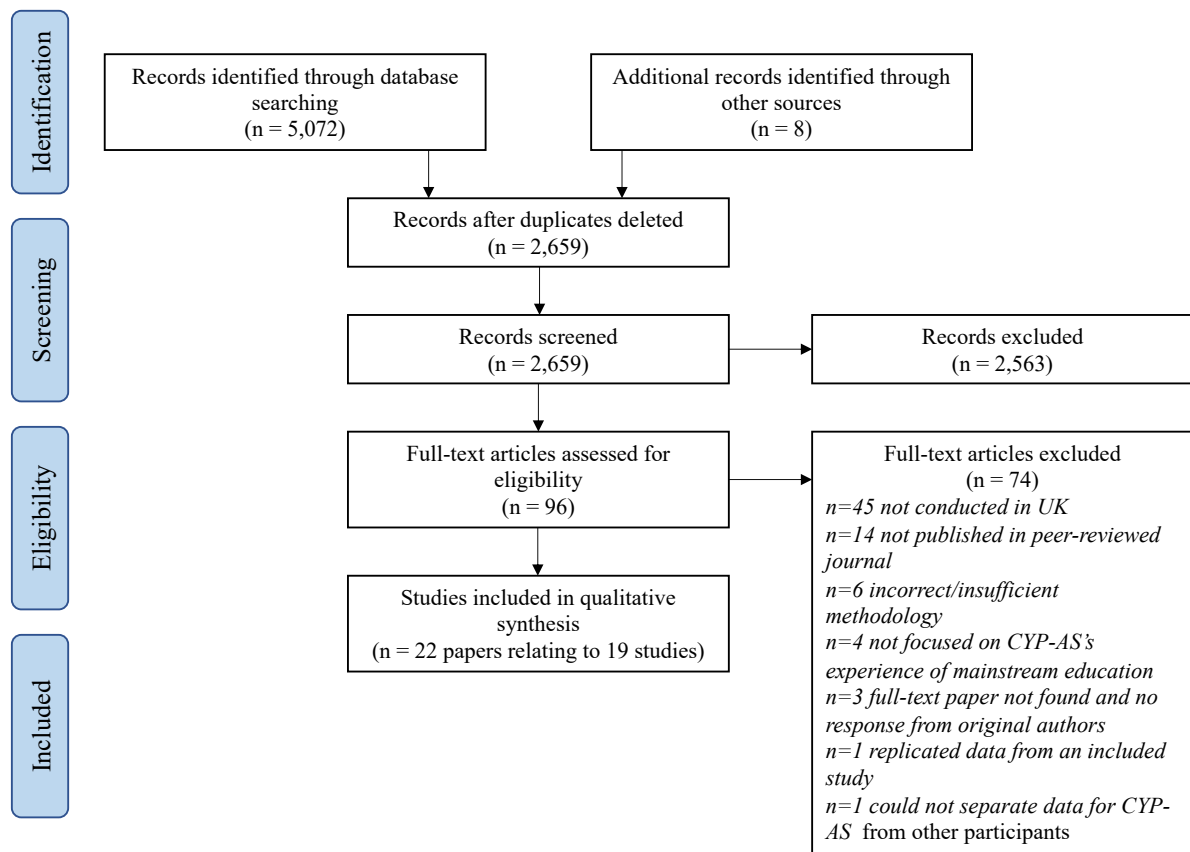 Identification
Records identified through database
searching
(n = 5,072)
Additional records identified through
other sources
(n = 8)
Screening
Records after duplicates deleted
(n = 2,659)
Records screened
(n = 2,659)
Records excluded
(n = 2,563)
Eligibility
Full-text articles assessed for
eligibility
(n = 96)
Full-text articles excluded
(n = 74)
n=45 not conducted in UK
n=14 not published in peer-reviewed
journal
n=6 incorrect/insufficient
methodology
n=4 not focused on CYP-AS’s
experience of mainstream education
n=3 full-text paper not found and no
response from original authors
n=1 replicated data from an included
study
n=1 could not separate data for CYP-
AS from other participants
Included
Studies included in qualitative
synthesis
(n = 22 papers relating to 19 studies)